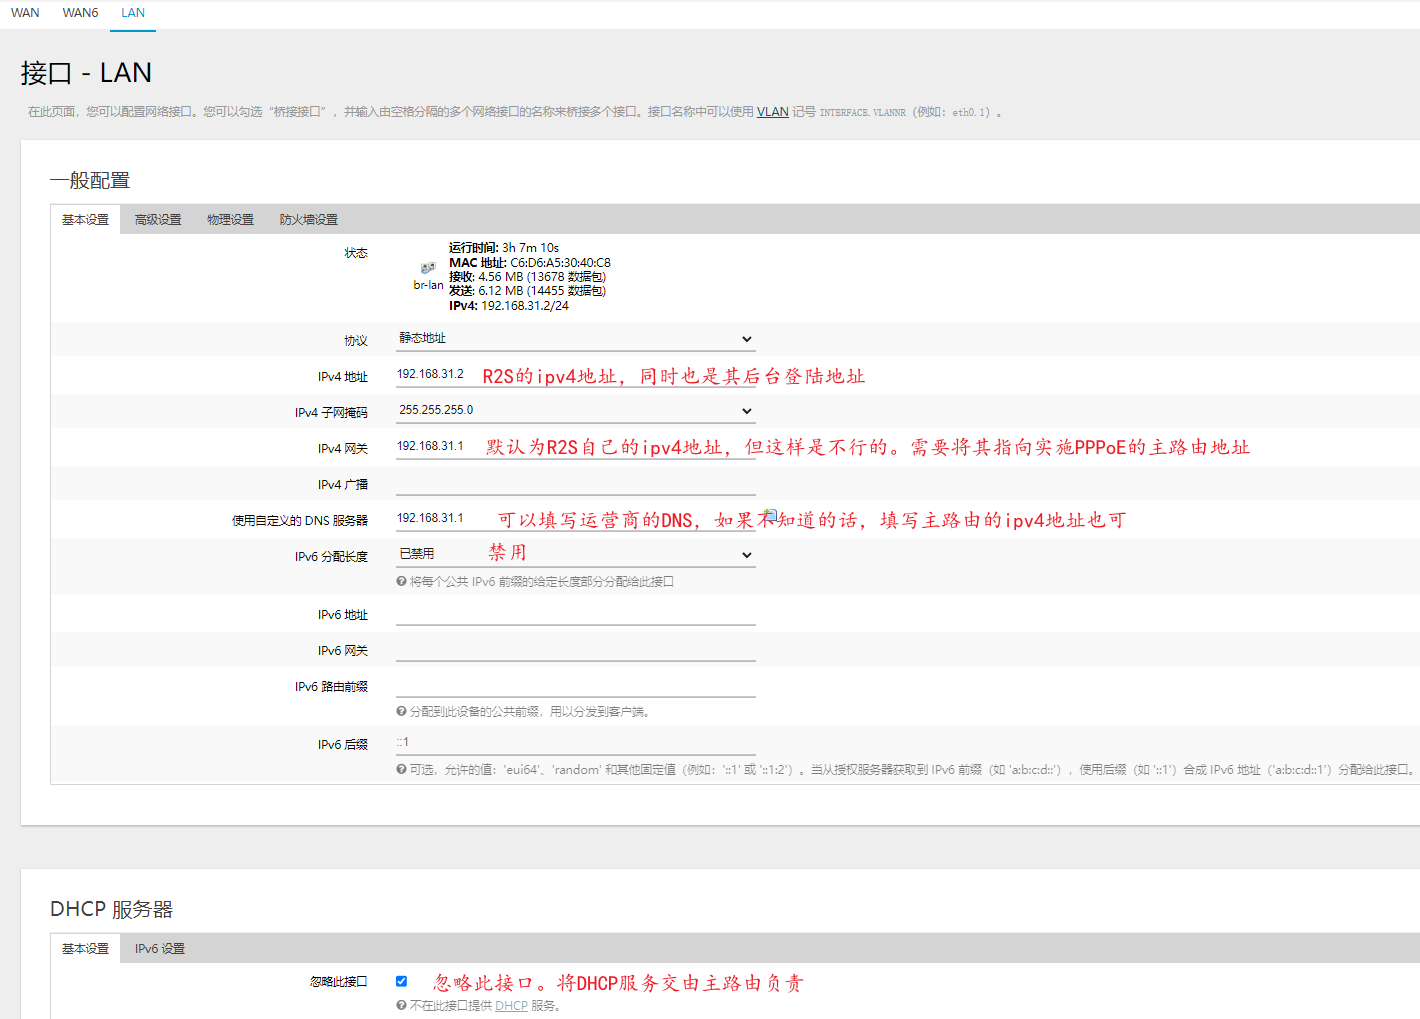 WAN WAN6 LAN
接口 - LAN
在此页面，您可以配置网络接口。您可以勾选“桥接接口”，并输入由空格分隔的多个网络接口的名称来桥接多个接口。接口名称中可以使用 VLAN 记号 INTERFACE.VLANNR（例如：eth0.1）。
一般配置
基本设置 高级设置 物理设置 防火墙设置
状态
br-lan
运行时间: 3h 7m 10s
MAC 地址: C6:D6:A5:30:40:C8
接收: 4.56 MB (13678 数据包)
发送: 6.12 MB (14455 数据包)
IPv4: 192.168.31.2/24
协议 静态地址
IPv4 地址 192.168.31.2 R2S的ipv4地址，同时也是其后台登陆地址
IPv4 子网掩码 255.255.255.0
IPv4 网关 192.168.31.1 默认为R2S自己的ipv4地址，但这样是不行的。需要将其指向实施PPPoE的主路由地址
IPv4 广播
使用自定义的 DNS 服务器 192.168.31.1 可以填写运营商的DNS，如果不知道的话，填写主路由的ipv4地址也可
IPv6 分配长度 已禁用 禁用
将每个公共 IPv6 前缀的给定长度部分分配给此接口
IPv6 地址
IPv6 网关
IPv6 路由前缀
分配到此设备的公共前缀，用以分发到客户端。
IPv6 后缀 ::1
可选，允许的值：'eui64'、'random' 和其他固定值（例如：'::1' 或 '::1:2'）。当从授权服务器获取到 IPv6 前缀（如 'a:b:c:d::'），使用后缀（如 '::1'）合成 IPv6 地址（'a:b:c:d::1'）分配给此接口。
DHCP 服务器
基本设置 IPv6 设置
忽略此接口 忽略此接口。将DHCP服务交由主路由负责
不在此接口提供 DHCP 服务。